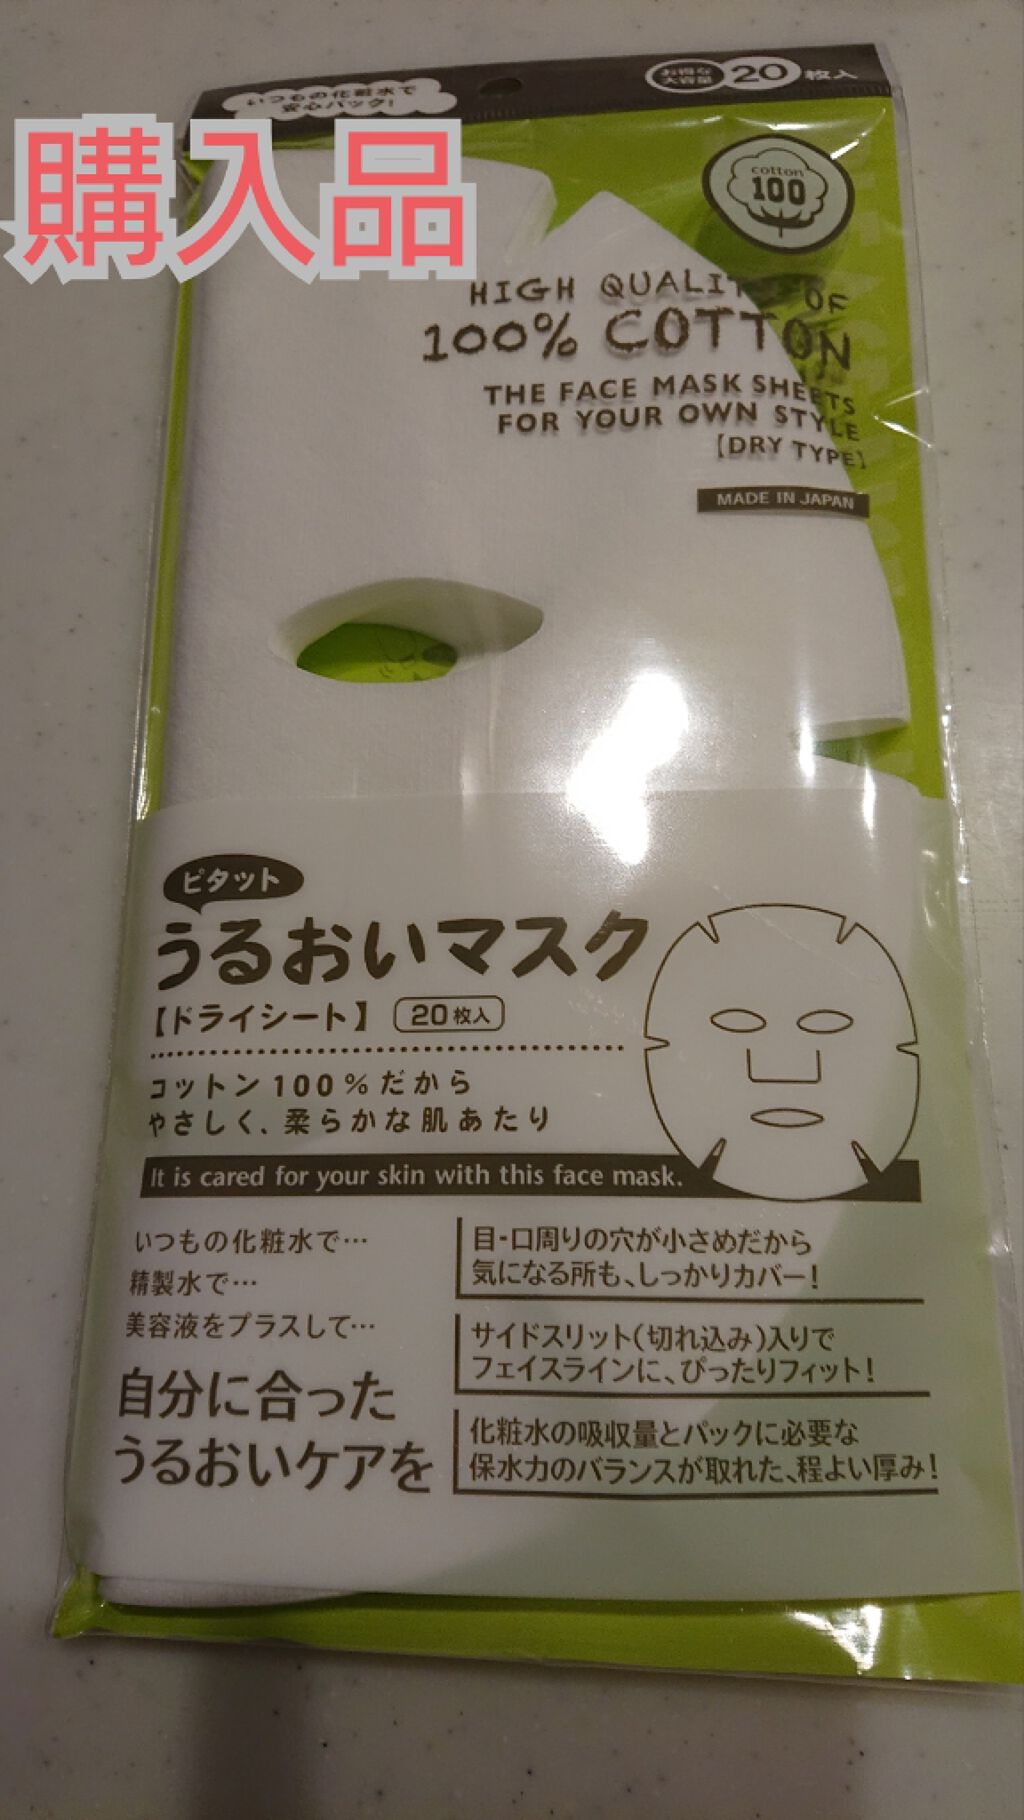 いつもの化粧水で
安心パック!
お得な
大容量
20枚入
購入品
cotton
100
HIGH QUALITY OF
100% COTTON
THE FACE MASK SHEETS
FOR YOUR OWN STYLE
【DRY TYPE】
MADE IN JAPAN
ピタット
うるおいマスク
【ドライシート】 20枚入
コットン100%だから
やさしく、柔らかな肌あたり
It is cared for your skin with this face mask.
いつもの化粧水で…
精製水で…
美容液をプラスして…
自分に合った
うるおいケアを
目・口周りの穴が小さめだから
気になる所も、しっかりカバー!
サイドスリット(切れ込み)入りで
フェイスラインに、ぴったりフィット!
化粧水の吸収量とパックに必要な
保水力のバランスが取れた、程よい厚み!